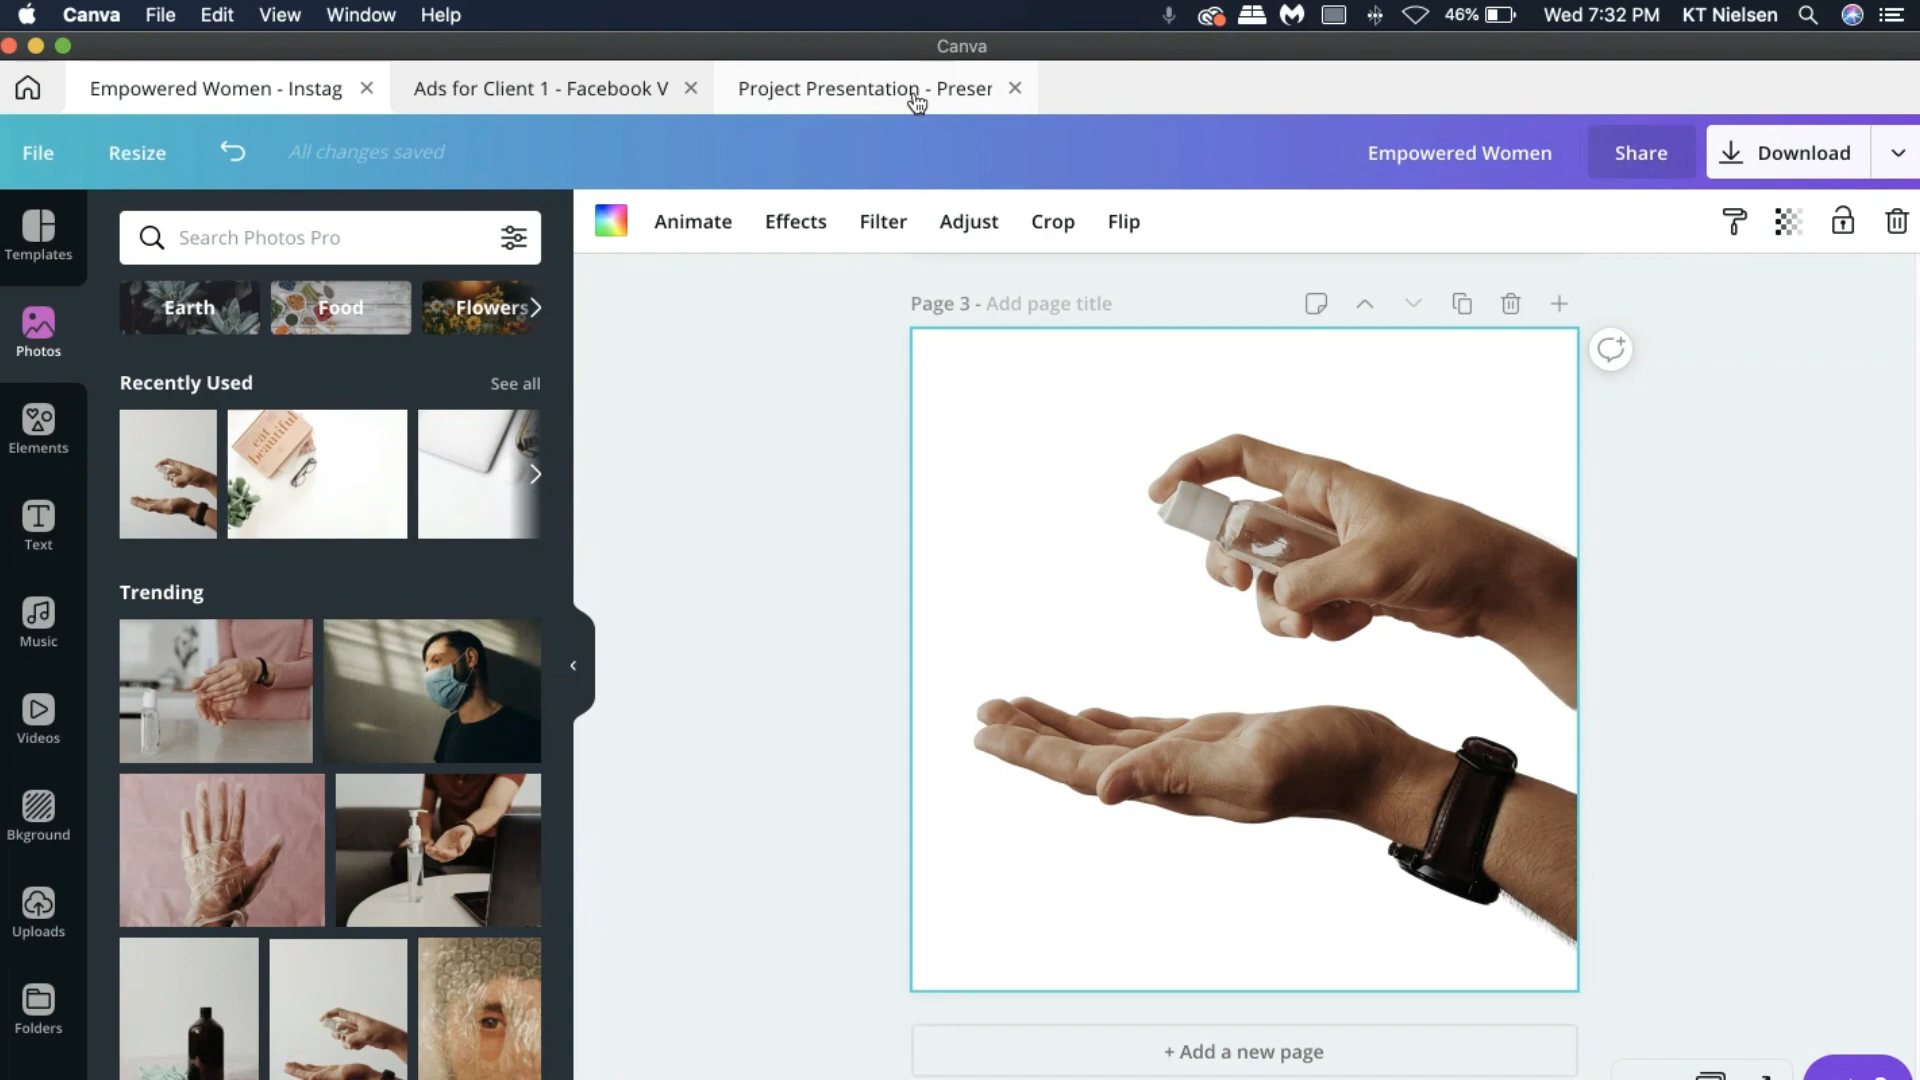 Canva File Edit View Window Help 46% Wed 7:32 PM KT Nielsen
Canva
Empowered Women - Instag Ads for Client 1 - Facebook V Project Presentation - Preser
File Resize All changes saved Empowered Women Share Download
Templates
Search Photos Pro
Animate Effects Filter Adjust Crop Flip
Earth Food Flowers
Page 3 - Add page title
Photos
Recently Used See all
eat beautiful
Elements
Text
Trending
Music
Videos
Bkground
Uploads
Folders
+ Add a new page